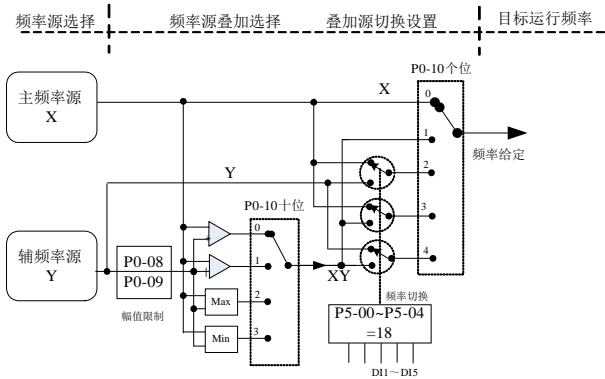 频率源选择
频率源叠加选择
叠加源切换设置
目标运行频率
P0-10个位
主频率源
X
X
0
1
2
3
4
频率给定
Y
P0-10十位
辅频率源
Y
P0-08
P0-09
幅值限制
Max
Min
0
1
2
3
XY
频率切换
P5-00~P5-04
=18
DI1～DI5